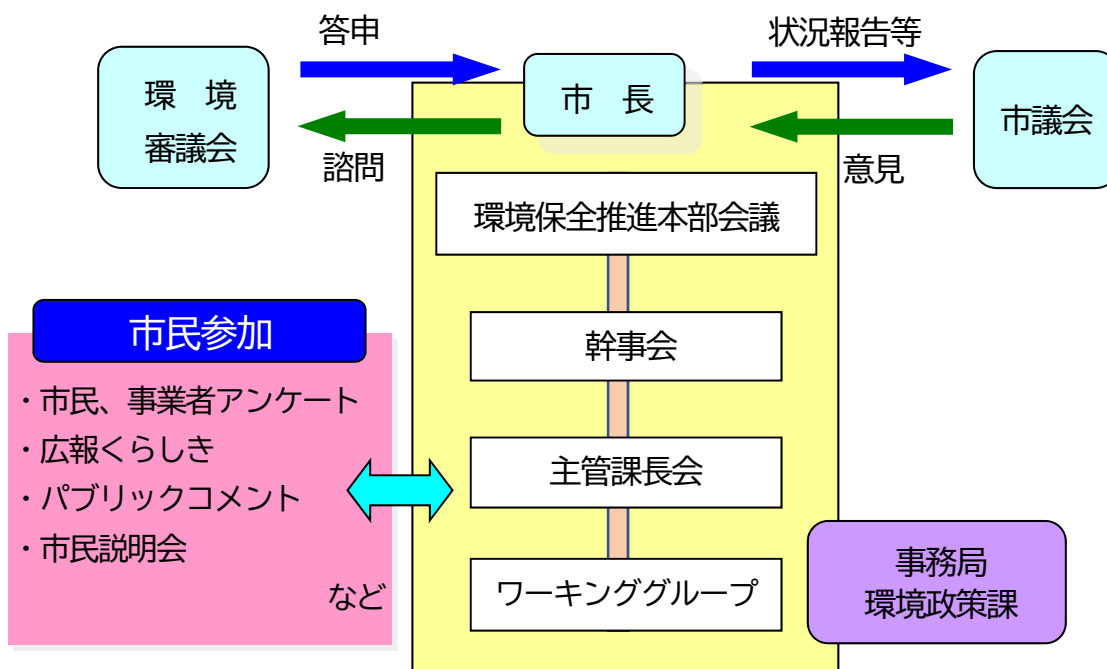 答申
状況報告等
環　境
審議会
市　長
市議会
諮問
意見
環境保全推進本部会議
幹事会
主管課長会
ワーキンググループ
市民参加
・市民、事業者アンケート
・広報くらしき
・パブリックコメント
・市民説明会
など
事務局
環境政策課